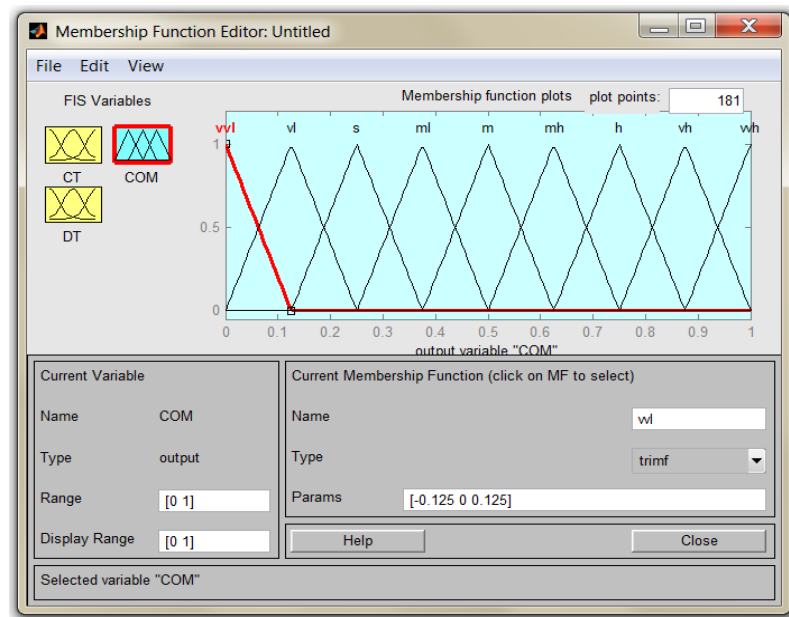 Membership Function Editor: Untitled
File Edit View
FIS Variables
Membership function plots plot points: 181
CT COM
DT
vvl vl s ml m mh h vh vvh
1
0.5
0
0 0.1 0.2 0.3 0.4 0.5 0.6 0.7 0.8 0.9 1
output variable "COM"
Current Variable
Name COM
Type output
Range [0 1]
Display Range [0 1]
Current Membership Function (click on MF to select)
Name vvl
Type trimf
Params [-0.125 0 0.125]
Help Close
Selected variable "COM"